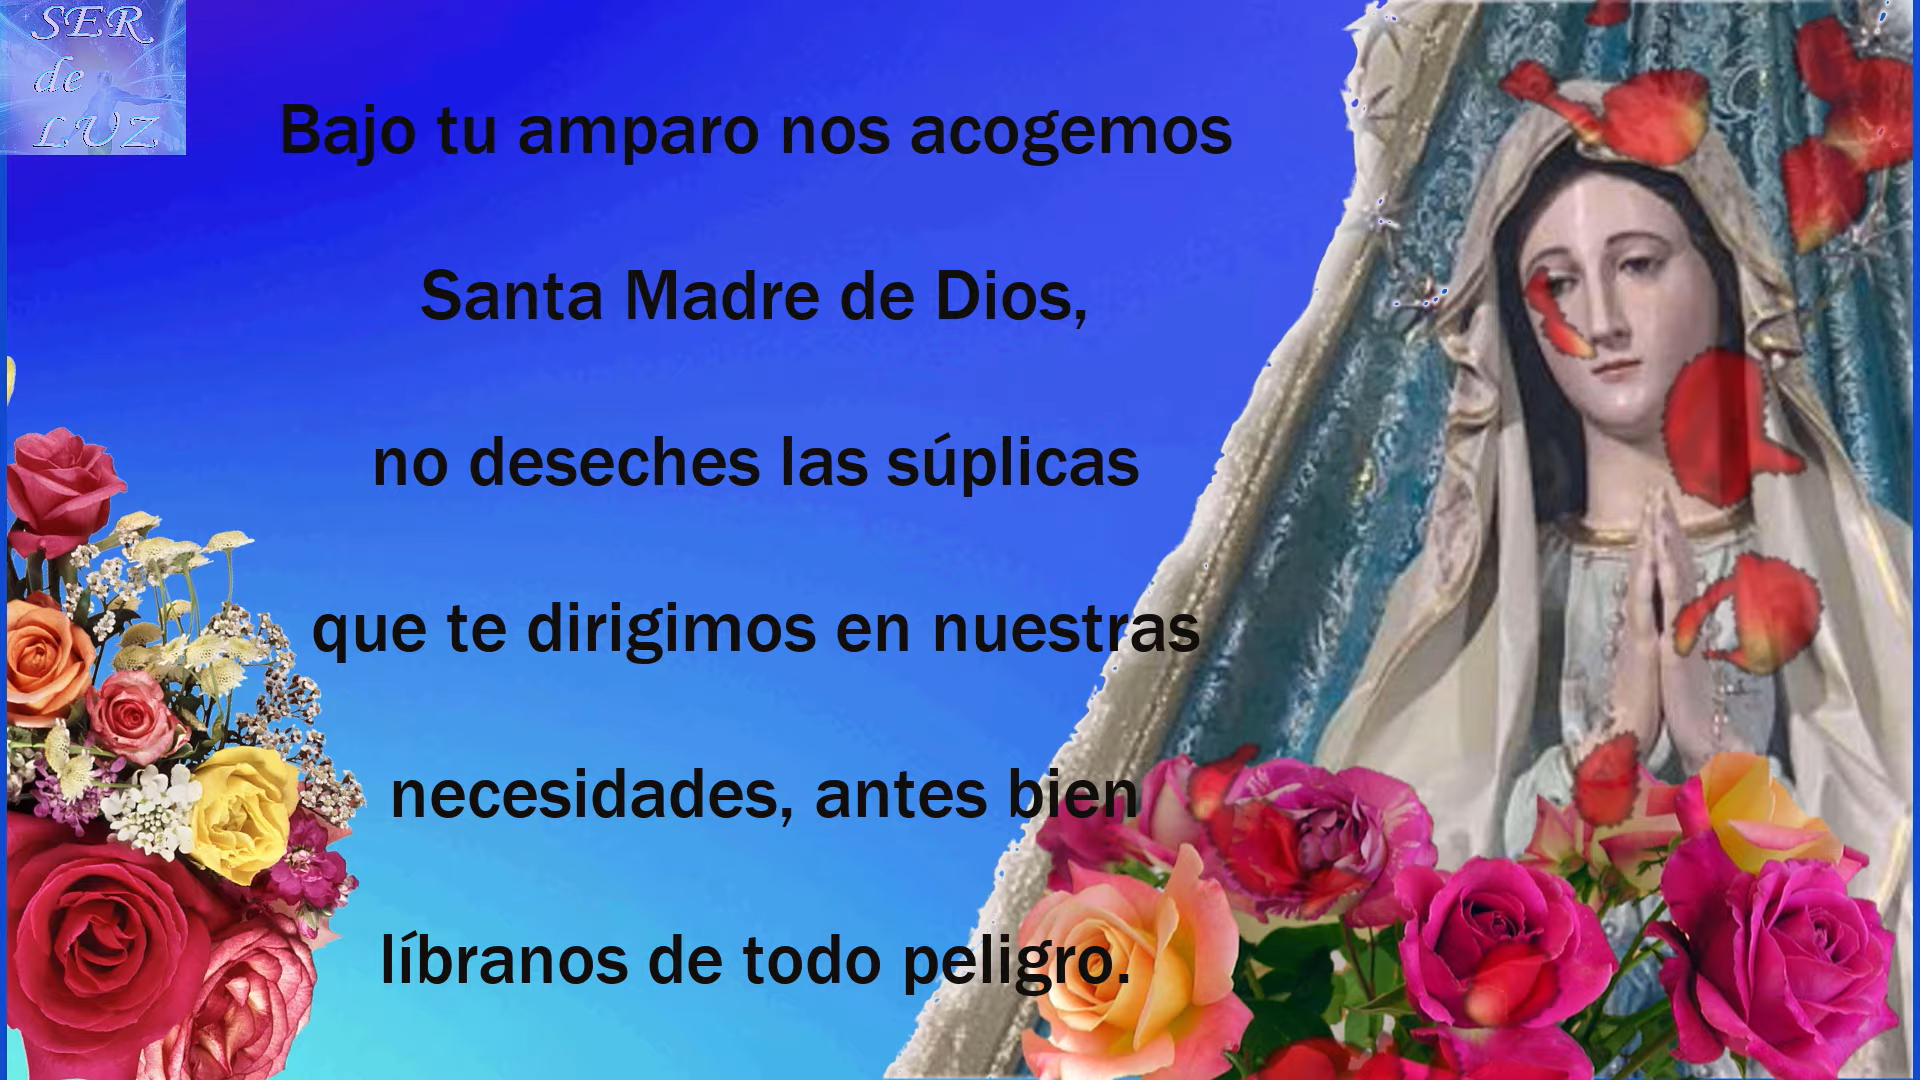 SER
de
LUZ
Bajo tu amparo nos acogemos
Santa Madre de Dios,
no deseches las súplicas
que te dirigimos en nuestras
necesidades, antes bien
líbranos de todo peligro.